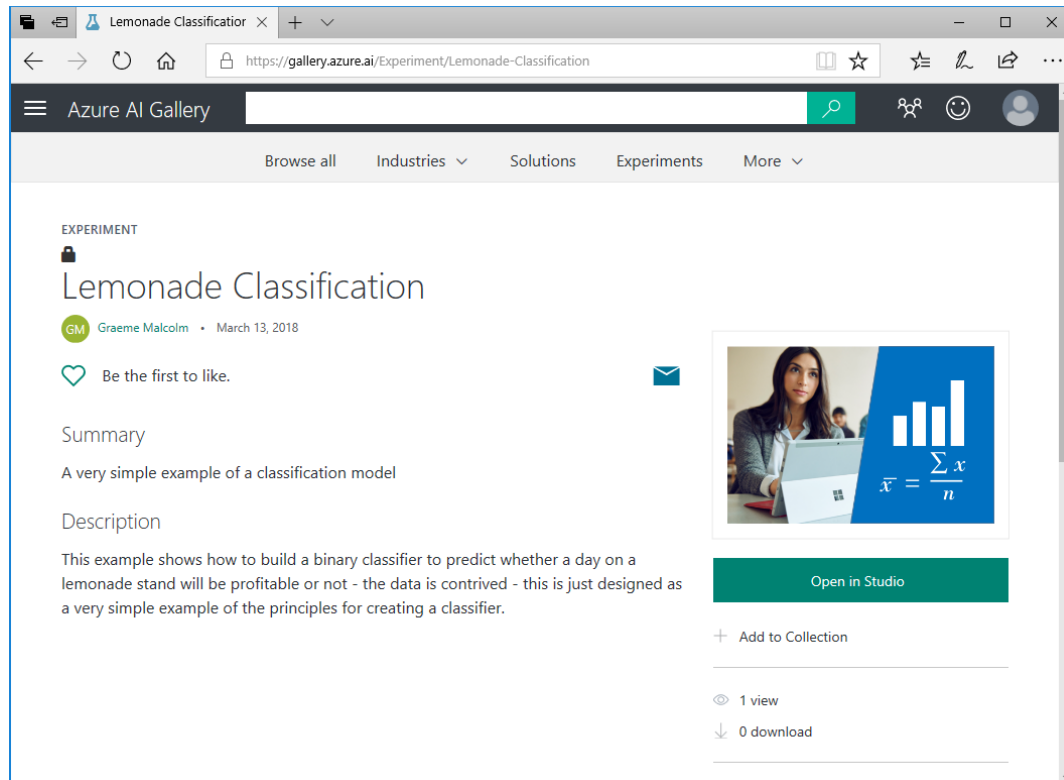 Lemonade Classification
https://gallery.azure.ai/Experiment/Lemonade-Classification
Azure AI Gallery
Browse all Industries Solutions Experiments More
EXPERIMENT
Lemonade Classification
GM Graeme Malcolm • March 13, 2018
Be the first to like.
Summary
A very simple example of a classification model
Description
This example shows how to build a binary classifier to predict whether a day on a
lemonade stand will be profitable or not - the data is contrived - this is just designed as
a very simple example of the principles for creating a classifier.
x̄ = Σ x / n
Open in Studio
Add to Collection
1 view
0 download